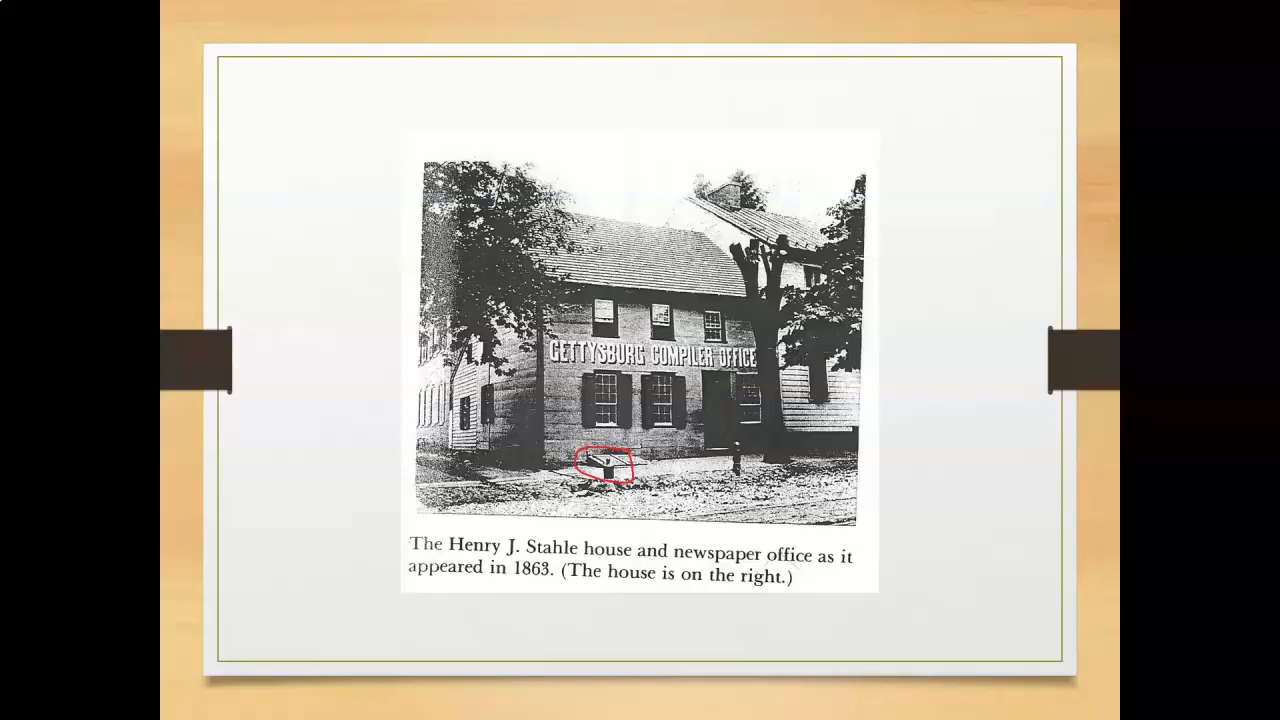 GETTYSBURG COMPILER OFFICE
The Henry J. Stahle house and newspaper office as it
appeared in 1863. (The house is on the right.)